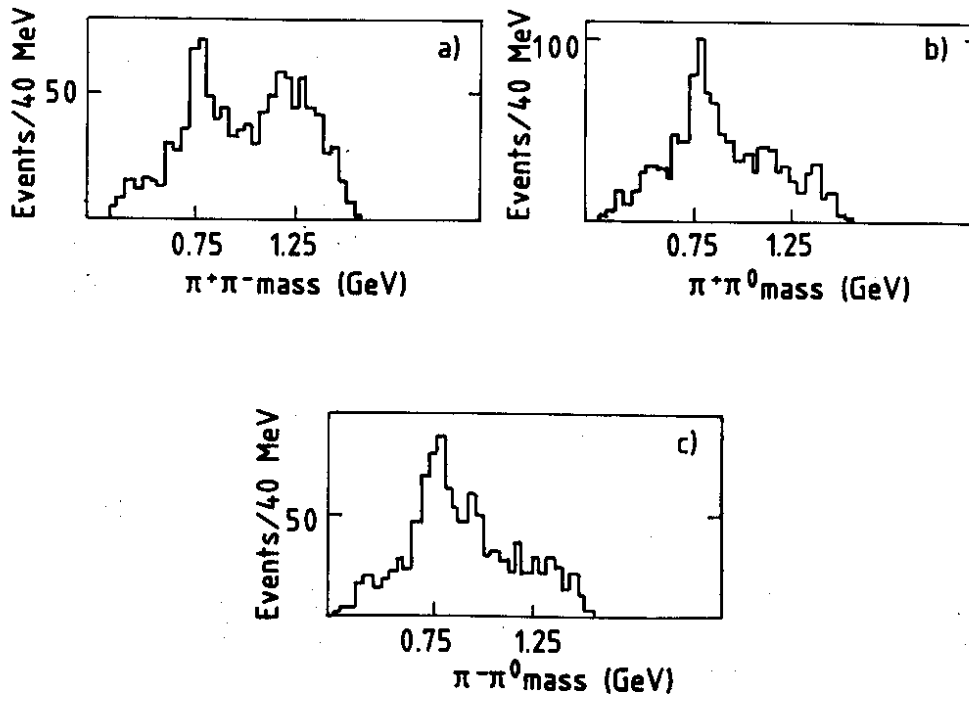 Events/40 MeV
50
a)
0.75 1.25
π⁺π⁻mass (GeV)
Events/40 MeV
100
b)
0.75 1.25
π⁺π⁰mass (GeV)
Events/40 MeV
50
c)
0.75 1.25
π⁻π⁰mass (GeV)